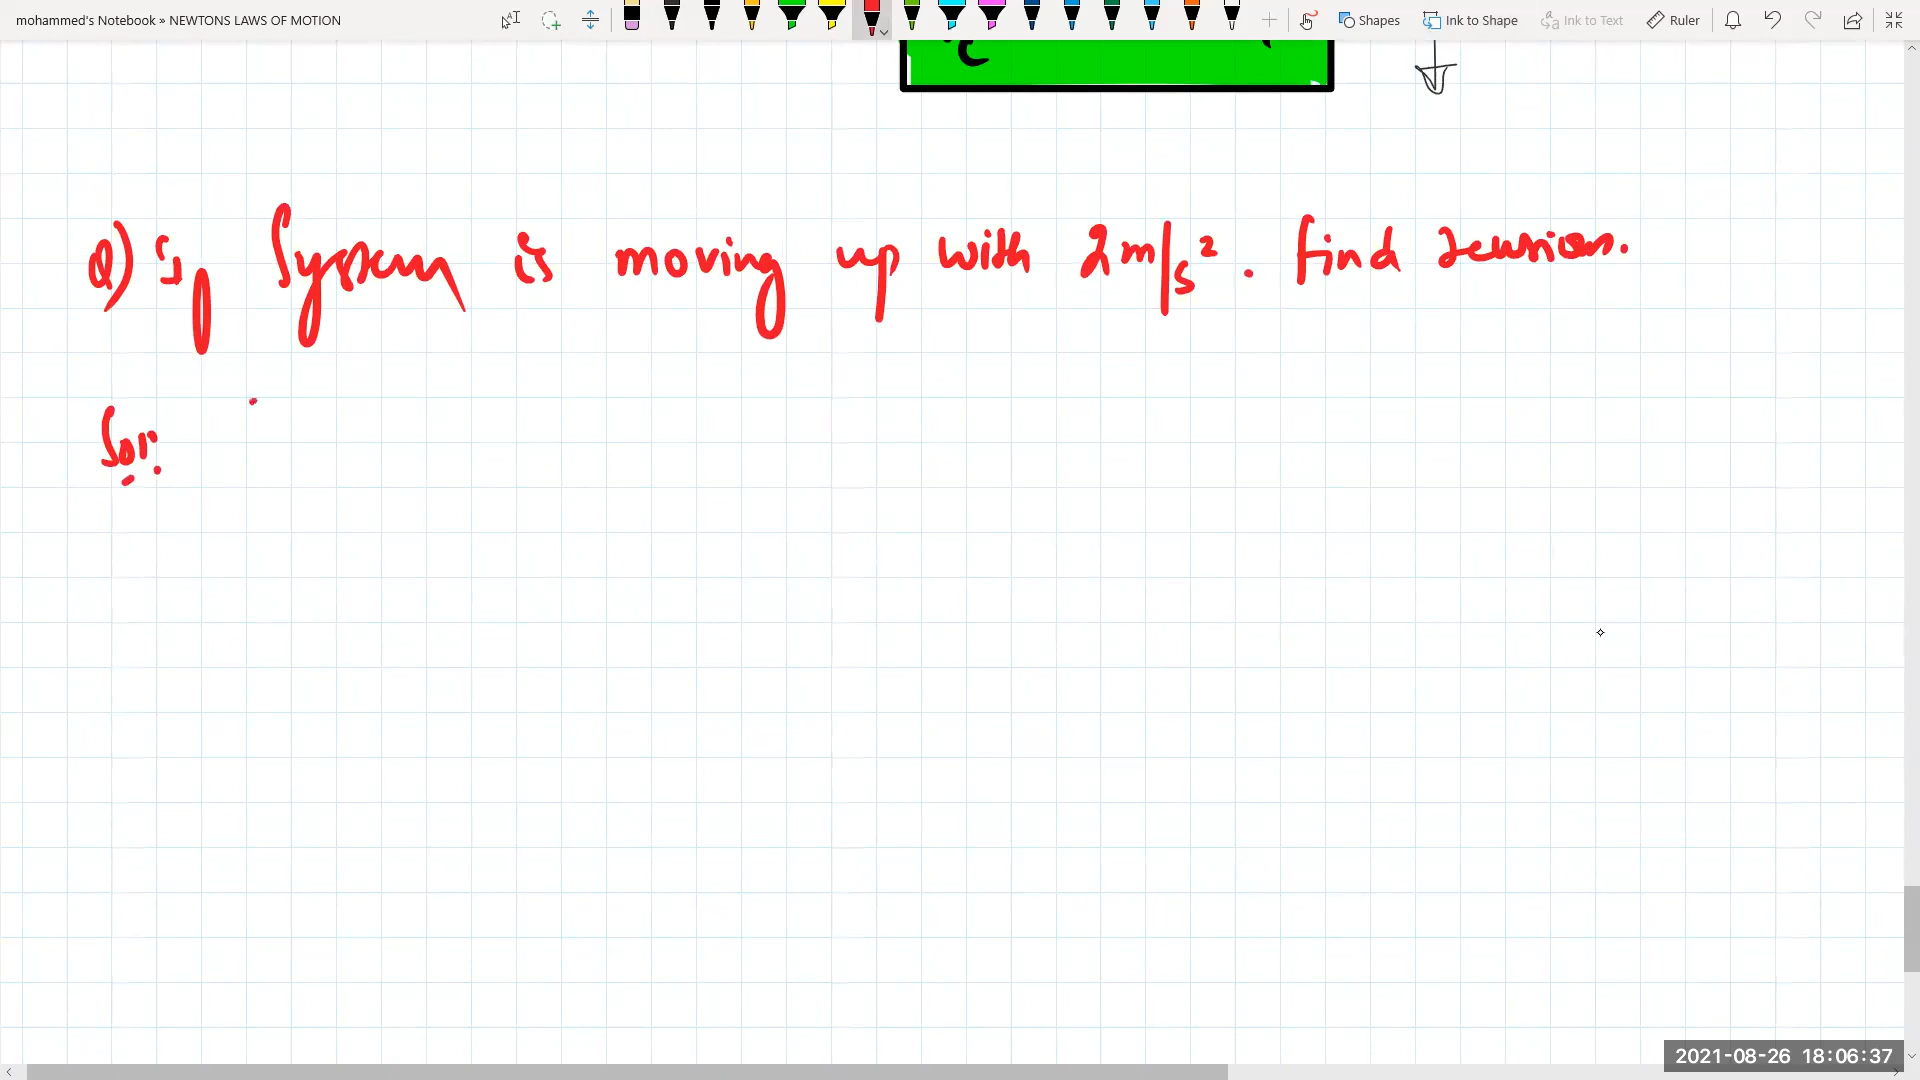 mohammed's Notebook » NEWTONS LAWS OF MOTION
Shapes Ink to Shape Ink to Text Ruler
Q) If System is moving up with 2m/s². find tension.
Sol:
2021-08-26 18:06:37